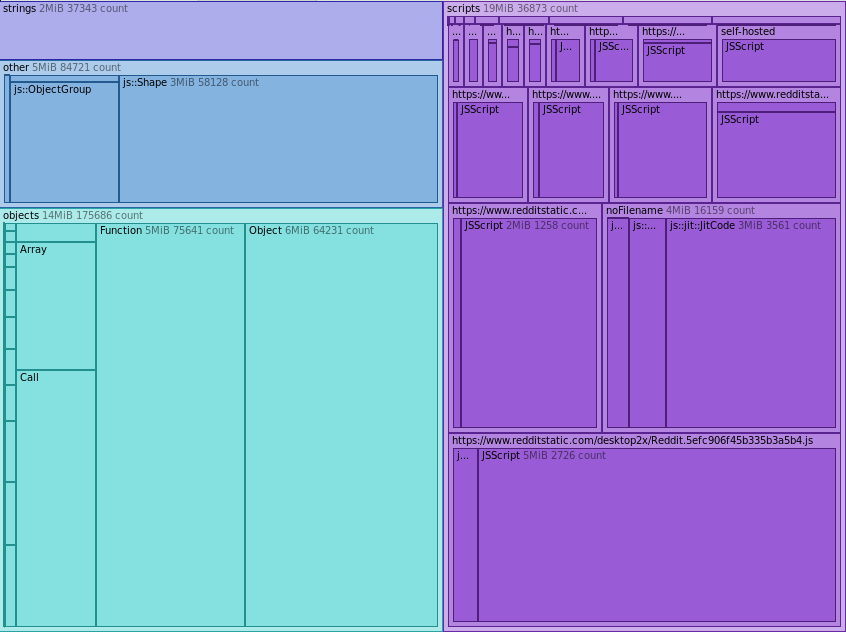 strings 2MiB 37343 count
other 5MiB 84721 count
js::ObjectGroup
js::Shape 3MiB 58128 count
objects 14MiB 175686 count
Array
Call
Function 5MiB 75641 count
Object 6MiB 64231 count
scripts 19MiB 36873 count
...
...
...
h...
h...
ht...
J...
http...
JSSc...
https://...
JSScript
self-hosted
JSScript
https://ww...
JSScript
https://www....
JSScript
https://www....
JSScript
https://www.redditsta...
JSScript
https://www.redditstatic.c...
JSScript 2MiB 1258 count
noFilename 4MiB 16159 count
j...
js::...
js::jit::JitCode 3MiB 3561 count
https://www.redditstatic.com/desktop2x/Reddit.5efc906f45b335b3a5b4.js
j...
JSScript 5MiB 2726 count